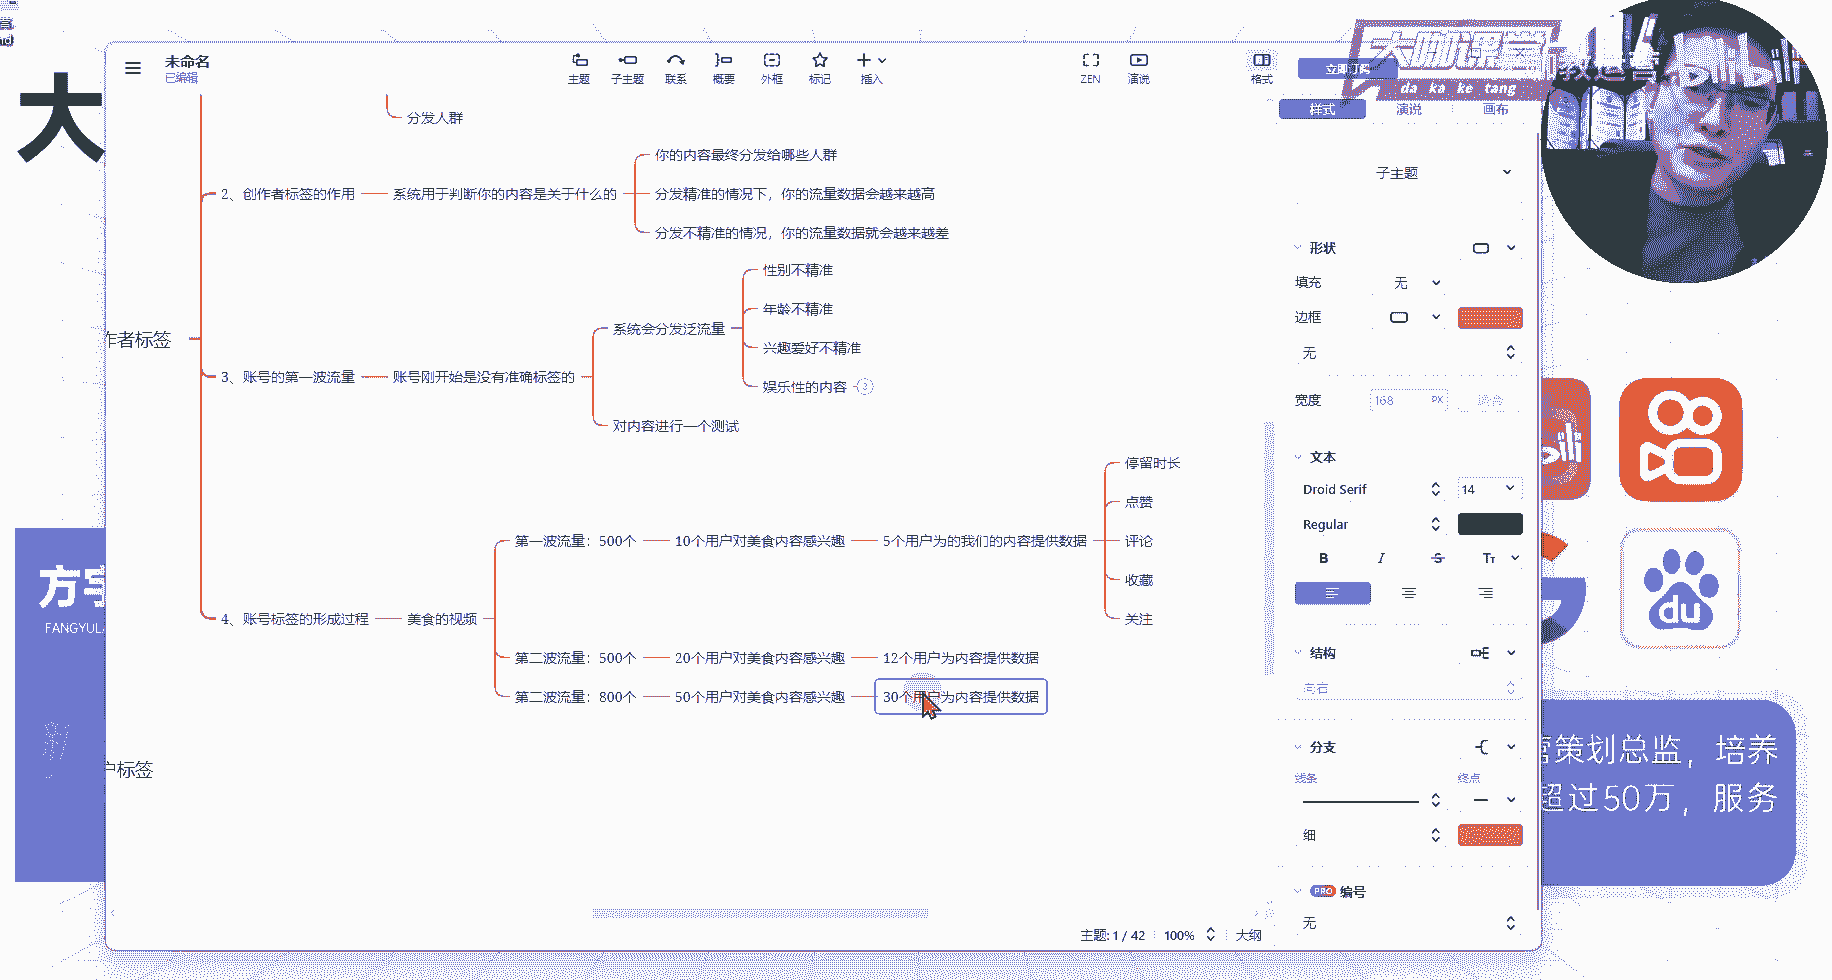 大
未命名
已编辑
主题
子主题
联系
概要
外框
标记
插入
ZEN
演说
格式
立即订购
大咖课堂
da ka ke tang
样式
演说
画布
分发人群
2、创作者标签的作用
系统用于判断你的内容是关于什么的
你的内容最终分发给哪些人群
分发精准的情况下，你的流量数据会越来越高
分发不精准的情况，你的流量数据就会越来越差
作者标签
3、账号的第一波流量
账号刚开始是没有准确标签的
系统会分发泛流量
性别不精准
年龄不精准
兴趣爱好不精准
娱乐性的内容
3
对内容进行一个测试
4、账号标签的形成过程
美食的视频
第一波流量：500个
10个用户对美食内容感兴趣
5个用户为的我们的内容提供数据
停留时长
点赞
评论
收藏
关注
第二波流量：500个
20个用户对美食内容感兴趣
12个用户为内容提供数据
第二波流量：800个
50个用户对美食内容感兴趣
30个用户为内容提供数据
户标签
子主题
形状
填充
无
边框
无
宽度
168
PX
文本
Droid Serif
14
Regular
B I S Tт
结构
向右
分支
线条
终点
细
PRO 编号
无
主题: 1 / 42
100%
大纲
方宇
FANGYUL
du
营策划总监，培养
超过50万，服务